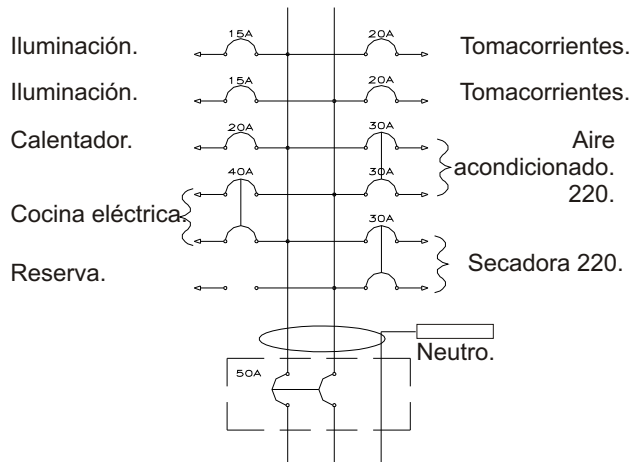 15A 20A
Iluminación. Tomacorrientes.
15A 20A
Iluminación. Tomacorrientes.
20A 30A
Calentador. Aire
acondicionado.
40A 30A
220.
Cocina eléctrica.
30A
Secadora 220.
Reserva.
Neutro.
50A